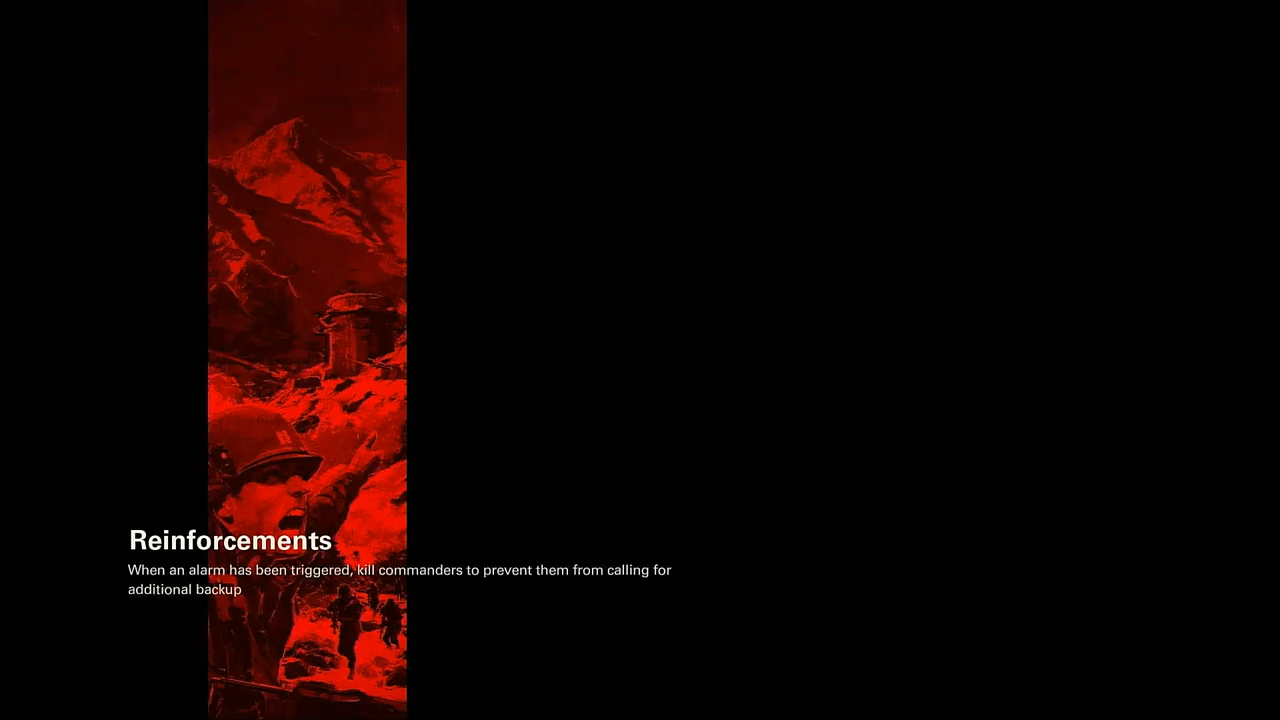 Reinforcements
When an alarm has been triggered, kill commanders to prevent them from calling for
additional backup